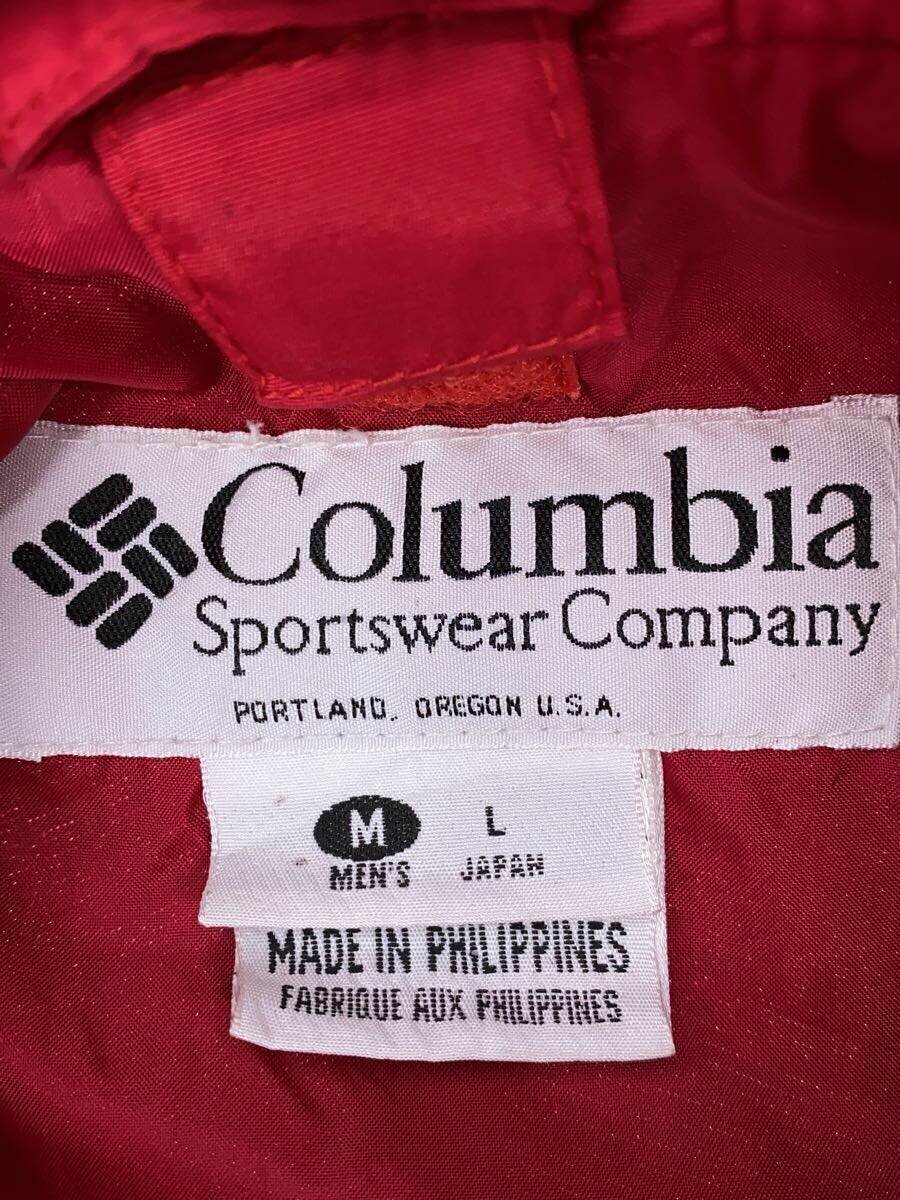 Columbia
Sportswear Company
PORTLAND, OREGON U.S.A.
M L
MEN'S JAPAN
MADE IN PHILIPPINES
FABRIQUE AUX PHILIPPINES